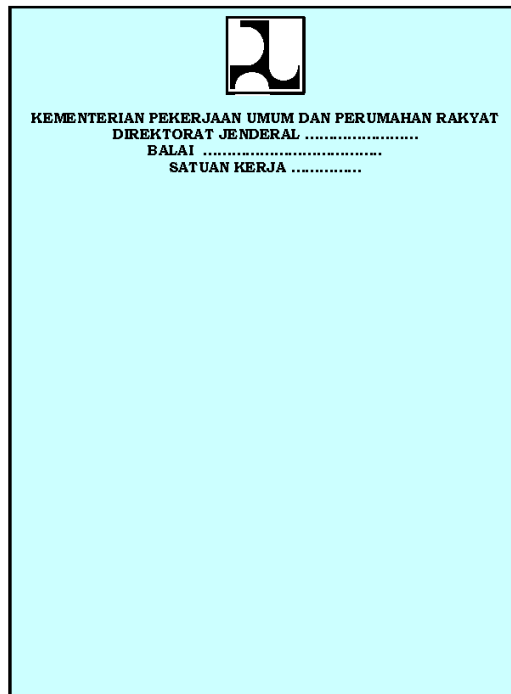 KEMENTERIAN PEKERJAAN UMUM DAN PERUMAHAN RAKYAT
DIREKTORAT JENDERAL ........................
BALAI ......................................
SATUAN KERJA ...............